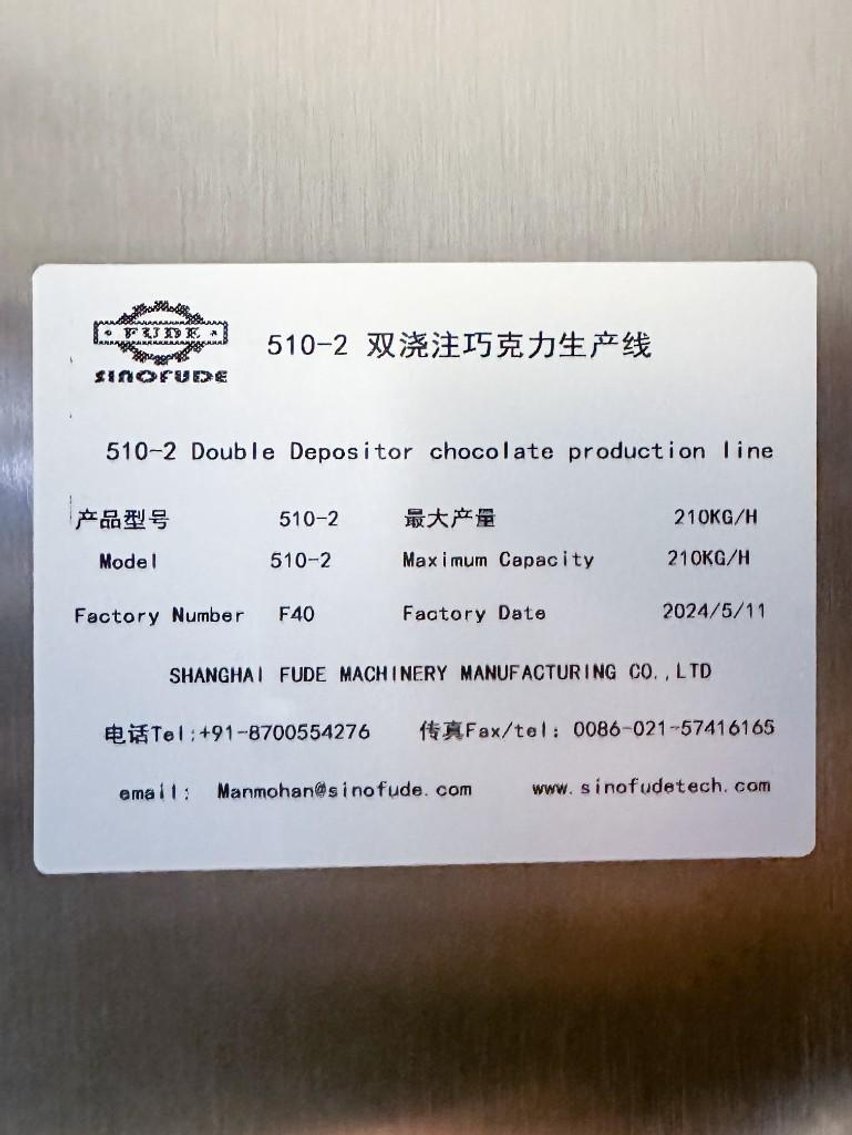 FUDE
SINOFUDE
510-2 双浇注巧克力生产线
510-2 Double Depositor chocolate production line
产品型号 510-2 最大产量 210KG/H
Model 510-2 Maximum Capacity 210KG/H
Factory Number F40 Factory Date 2024/5/11
SHANGHAI FUDE MACHINERY MANUFACTURING CO.,LTD
电话Tel:+91-8700554276 传真Fax/tel: 0086-021-57416165
email: Manmohan@sinofude.com www.sinofudetech.com